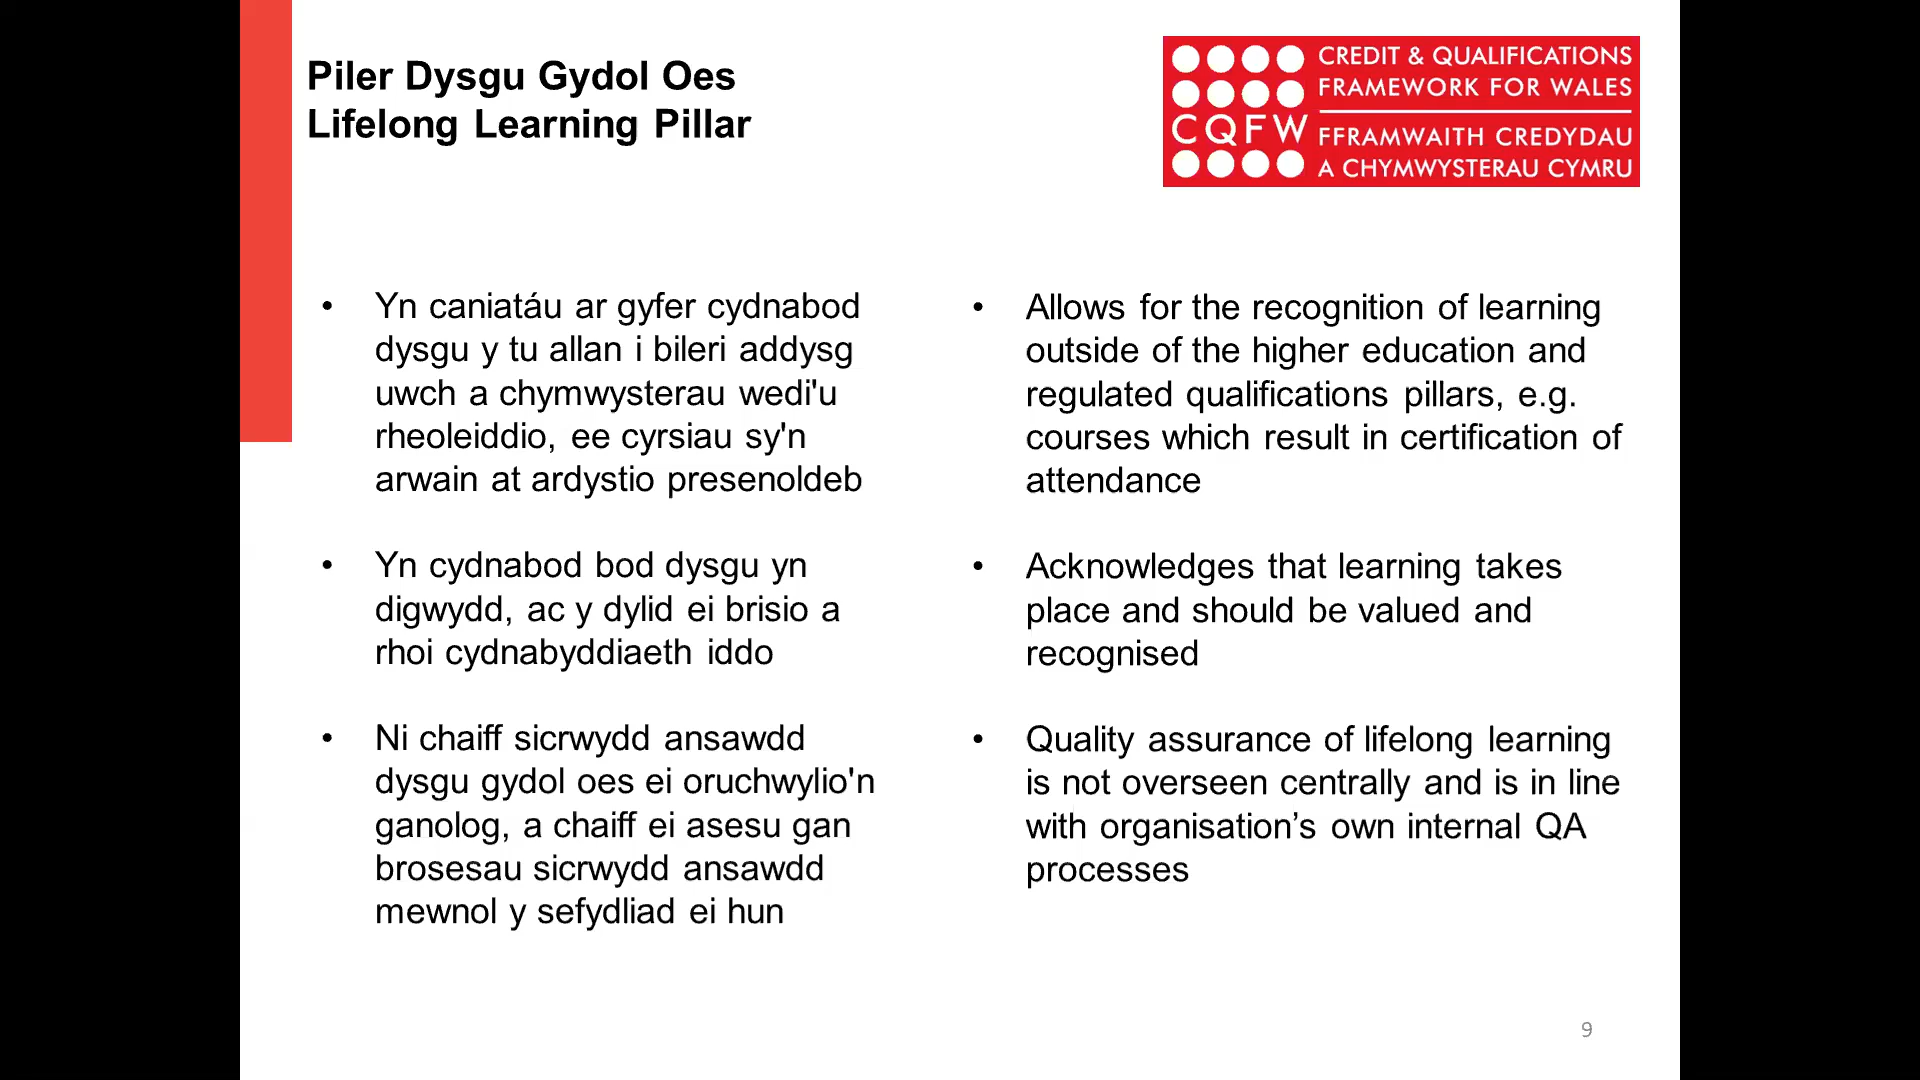 Piler Dysgu Gydol Oes
Lifelong Learning Pillar
CREDIT & QUALIFICATIONS
FRAMEWORK FOR WALES
CQFW
FFRAMWAITH CREDYDAU
A CHYMWYSTERAU CYMRU
• Yn caniatáu ar gyfer cydnabod
dysgu y tu allan i bileri addysg
uwch a chymwysterau wedi'u
rheoleiddio, ee cyrsiau sy'n
arwain at ardystio presenoldeb
• Yn cydnabod bod dysgu yn
digwydd, ac y dylid ei brisio a
rhoi cydnabyddiaeth iddo
• Ni chaiff sicrwydd ansawdd
dysgu gydol oes ei oruchwylio'n
ganolog, a chaiff ei asesu gan
brosesau sicrwydd ansawdd
mewnol y sefydliad ei hun
• Allows for the recognition of learning
outside of the higher education and
regulated qualifications pillars, e.g.
courses which result in certification of
attendance
• Acknowledges that learning takes
place and should be valued and
recognised
• Quality assurance of lifelong learning
is not overseen centrally and is in line
with organisation’s own internal QA
processes
9